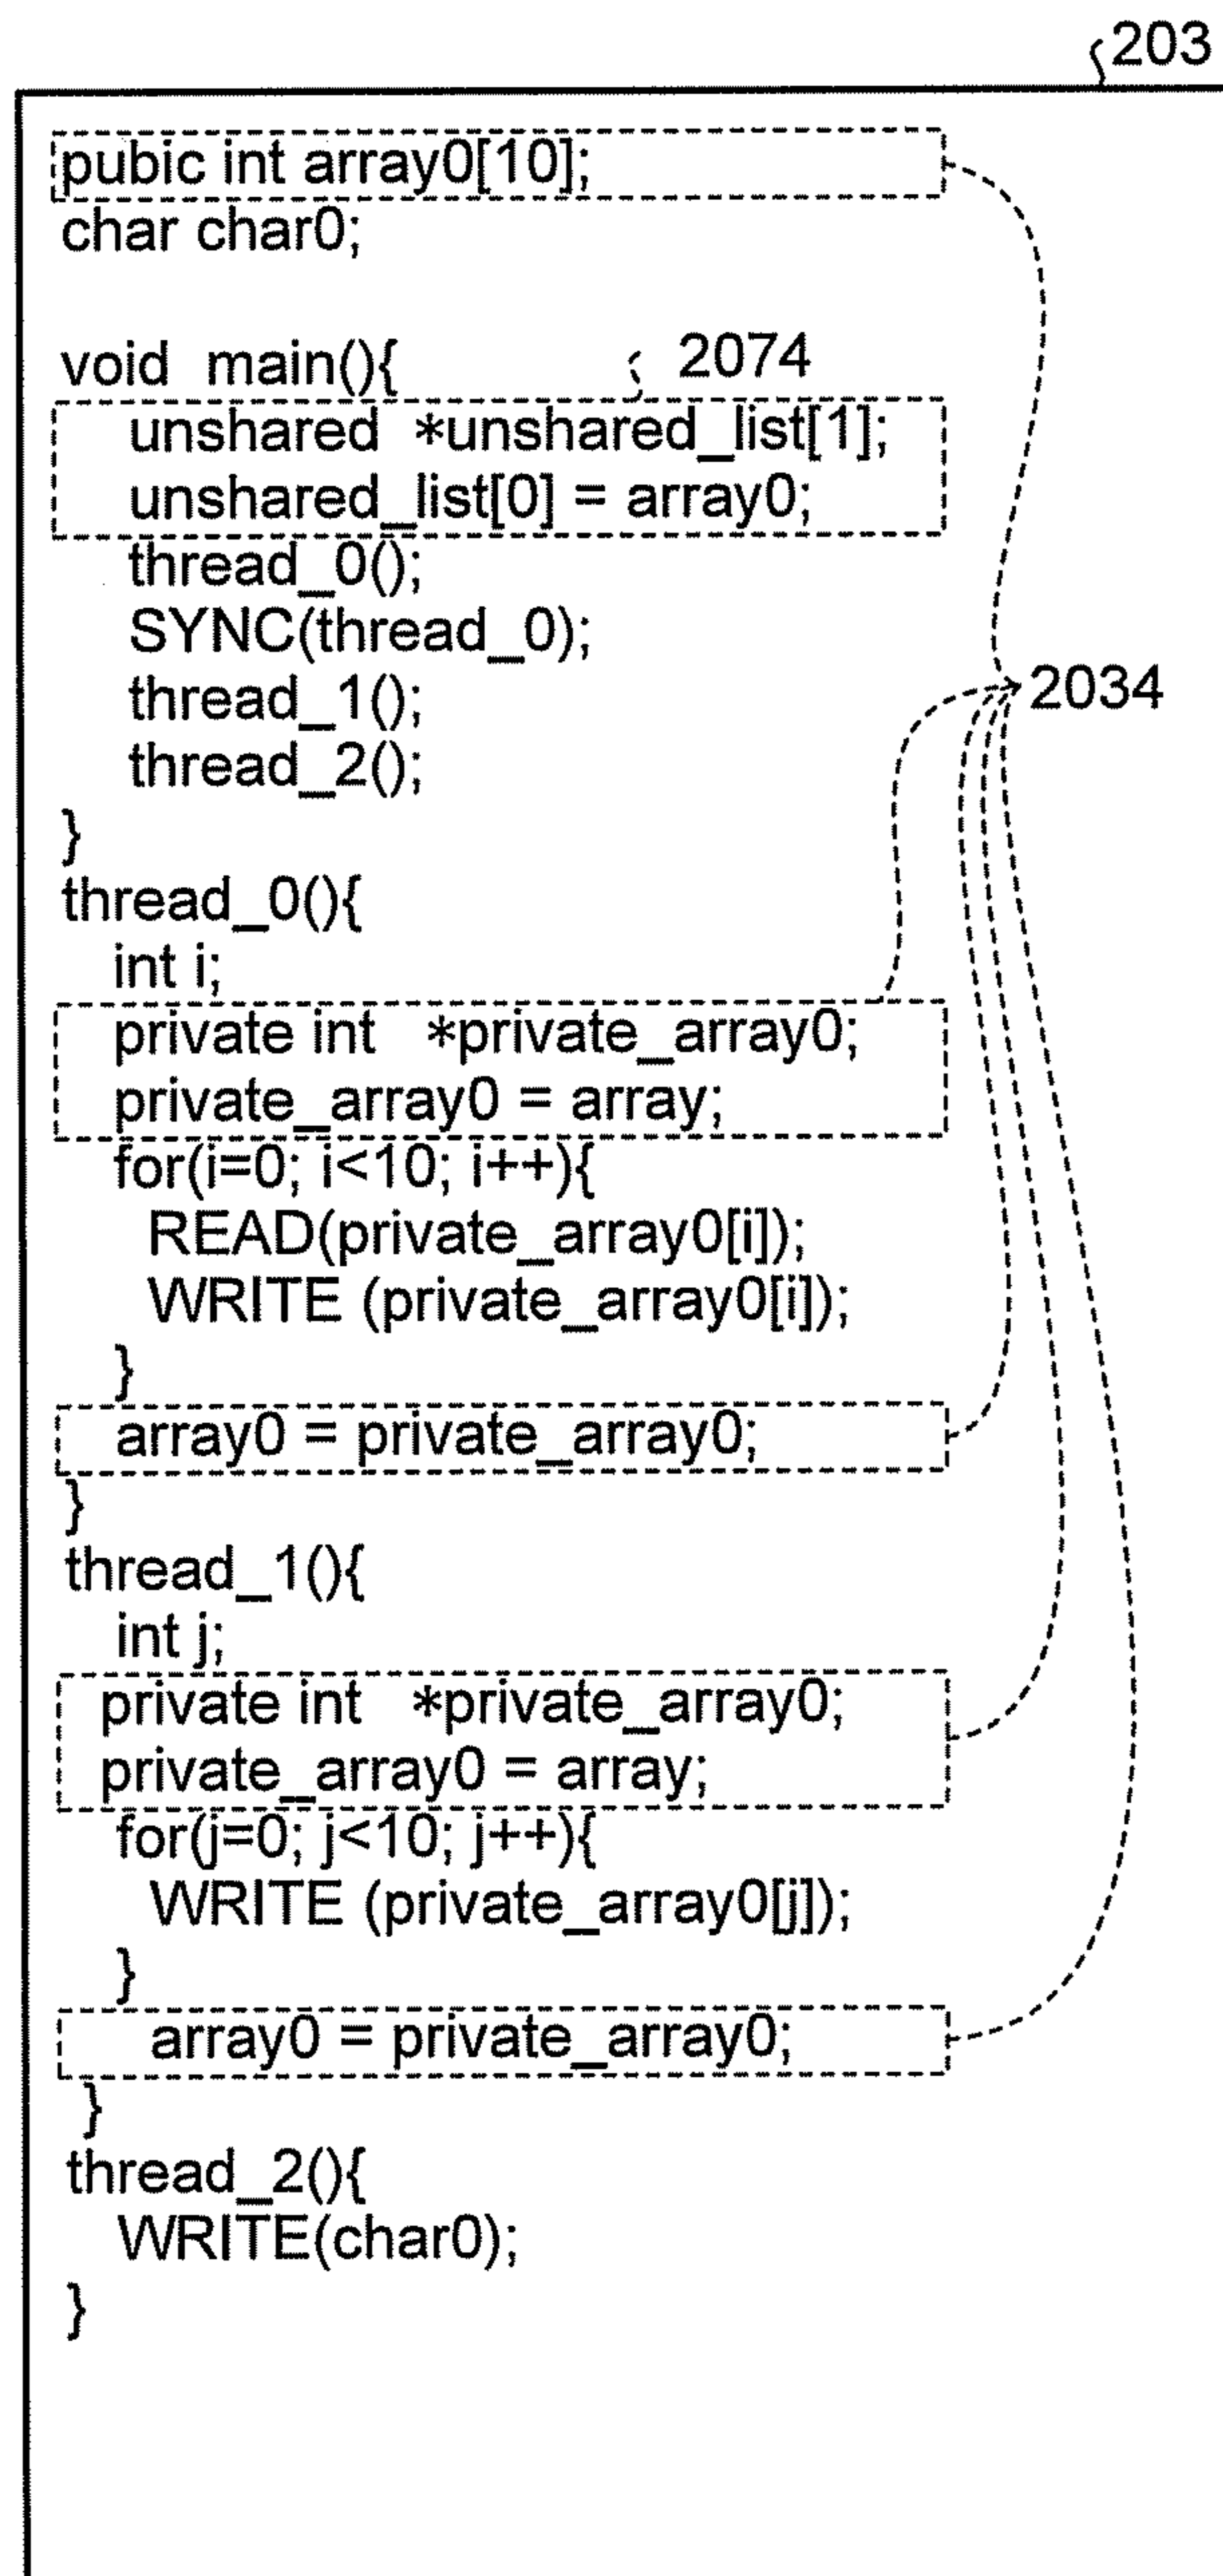 203
pubic int array0[10];
char char0;
void main(){
2074
unshared *unshared_list[1];
unshared_list[0] = array0;
thread_0();
SYNC(thread_0);
thread_1();
2034
thread_2();
}
thread_0(){
int i;
private int *private_array0;
private_array0 = array;
for(i=0; i<10; i++){
READ(private_array0[i]);
WRITE (private_array0[i]);
}
array0 = private_array0;
}
thread_1(){
int j;
private int *private_array0;
private_array0 = array;
for(j=0; j<10; j++){
WRITE (private_array0[j]);
}
array0 = private_array0;
}
thread_2(){
WRITE(char0);
}